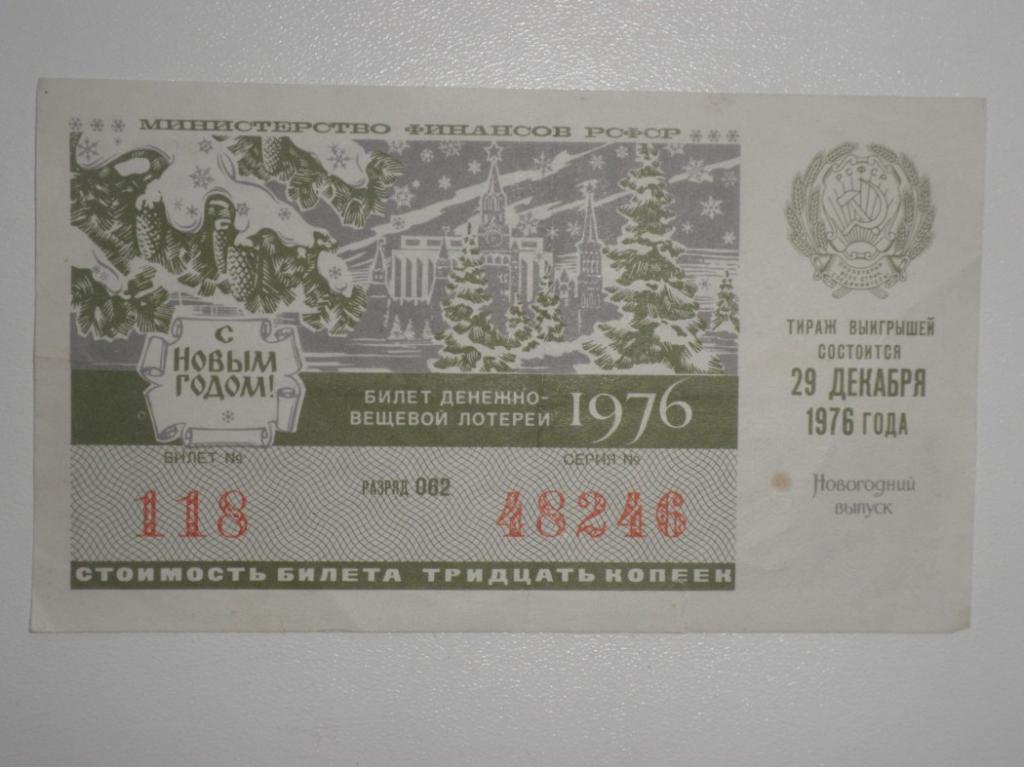 МИНИСТЕРСТВО ФИНАНСОВ РСФСР
С
НОВЫМ
ГОДОМ!
БИЛЕТ ДЕНЕЖНО-
ВЕЩЕВОЙ ЛОТЕРЕИ
1976
БИЛЕТ №
СЕРИЯ №
118
РАЗРЯД 062
48246
СТОИМОСТЬ БИЛЕТА ТРИДЦАТЬ КОПЕЕК
РСФСР
ТИРАЖ ВЫИГРЫШЕЙ
СОСТОИТСЯ
29 ДЕКАБРЯ
1976 ГОДА
Новогодний
выпуск